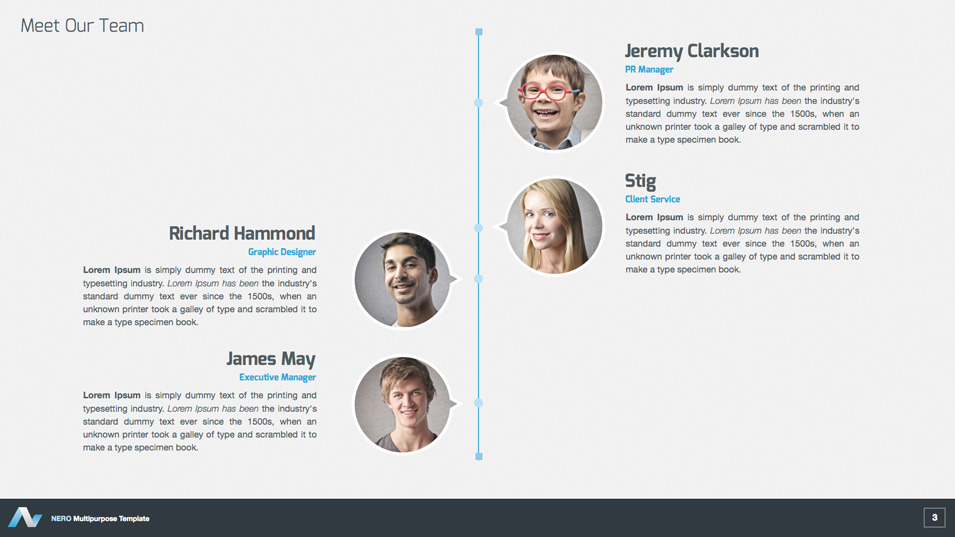 Meet Our Team
Jeremy Clarkson
PR Manager
Lorem Ipsum is simply dummy text of the printing and
typesetting industry. Lorem Ipsum has been the industry's
standard dummy text ever since the 1500s, when an
unknown printer took a galley of type and scrambled it to
make a type specimen book.
Stig
Client Service
Lorem Ipsum is simply dummy text of the printing and
typesetting industry. Lorem Ipsum has been the industry's
standard dummy text ever since the 1500s, when an
unknown printer took a galley of type and scrambled it to
make a type specimen book.
Richard Hammond
Graphic Designer
Lorem Ipsum is simply dummy text of the printing and
typesetting industry. Lorem Ipsum has been the industry's
standard dummy text ever since the 1500s, when an
unknown printer took a galley of type and scrambled it to
make a type specimen book.
James May
Executive Manager
Lorem Ipsum is simply dummy text of the printing and
typesetting industry. Lorem Ipsum has been the industry's
standard dummy text ever since the 1500s, when an
unknown printer took a galley of type and scrambled it to
make a type specimen book.
NERO Multipurpose Template
3